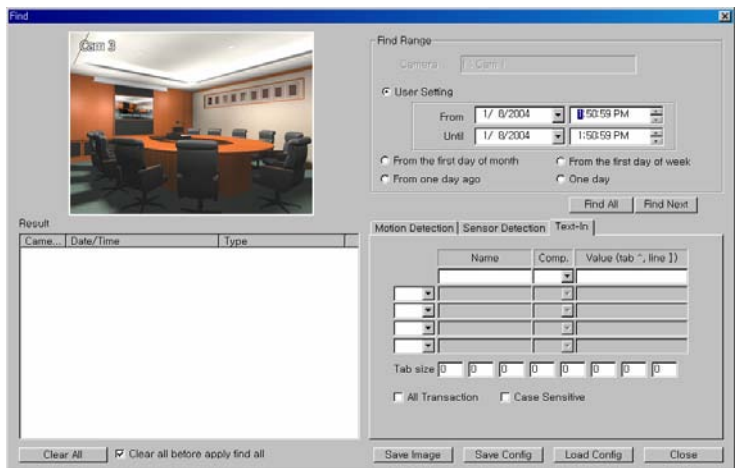 Find
Cam 3
Find Range
Camera 1 : Cam 1
User Setting
From 1/ 8/2004 1:50:59 PM
Until 1/ 8/2004 1:50:59 PM
From the first day of month From the first day of week
From one day ago One day
Find All Find Next
Result
Came... Date/Time Type
Motion Detection Sensor Detection Text-In
Name Comp. Value (tab ^, line ])
Tab size 0 0 0 0 0 0 0 0
All Transaction Case Sensitive
Clear All Clear all before apply find all
Save Image Save Config Load Config Close